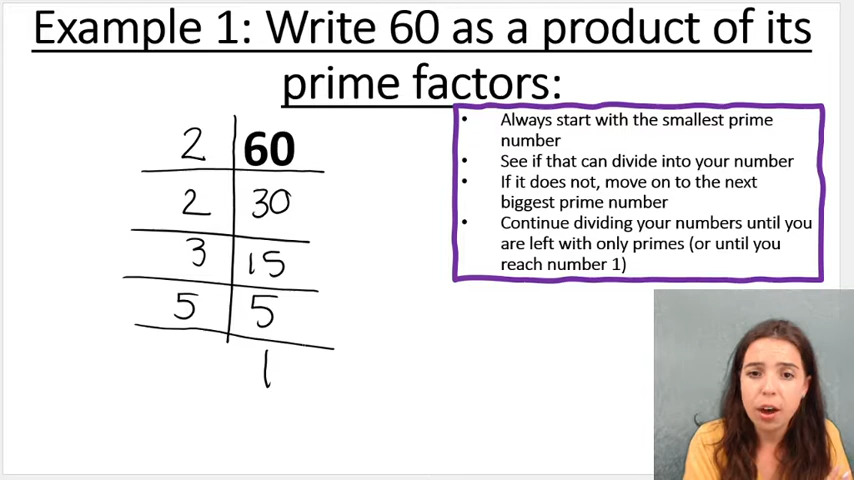 Example 1: Write 60 as a product of its
prime factors:
2 60
2 30
3 15
5 5
1
• Always start with the smallest prime
number
• See if that can divide into your number
• If it does not, move on to the next
biggest prime number
• Continue dividing your numbers until you
are left with only primes (or until you
reach number 1)